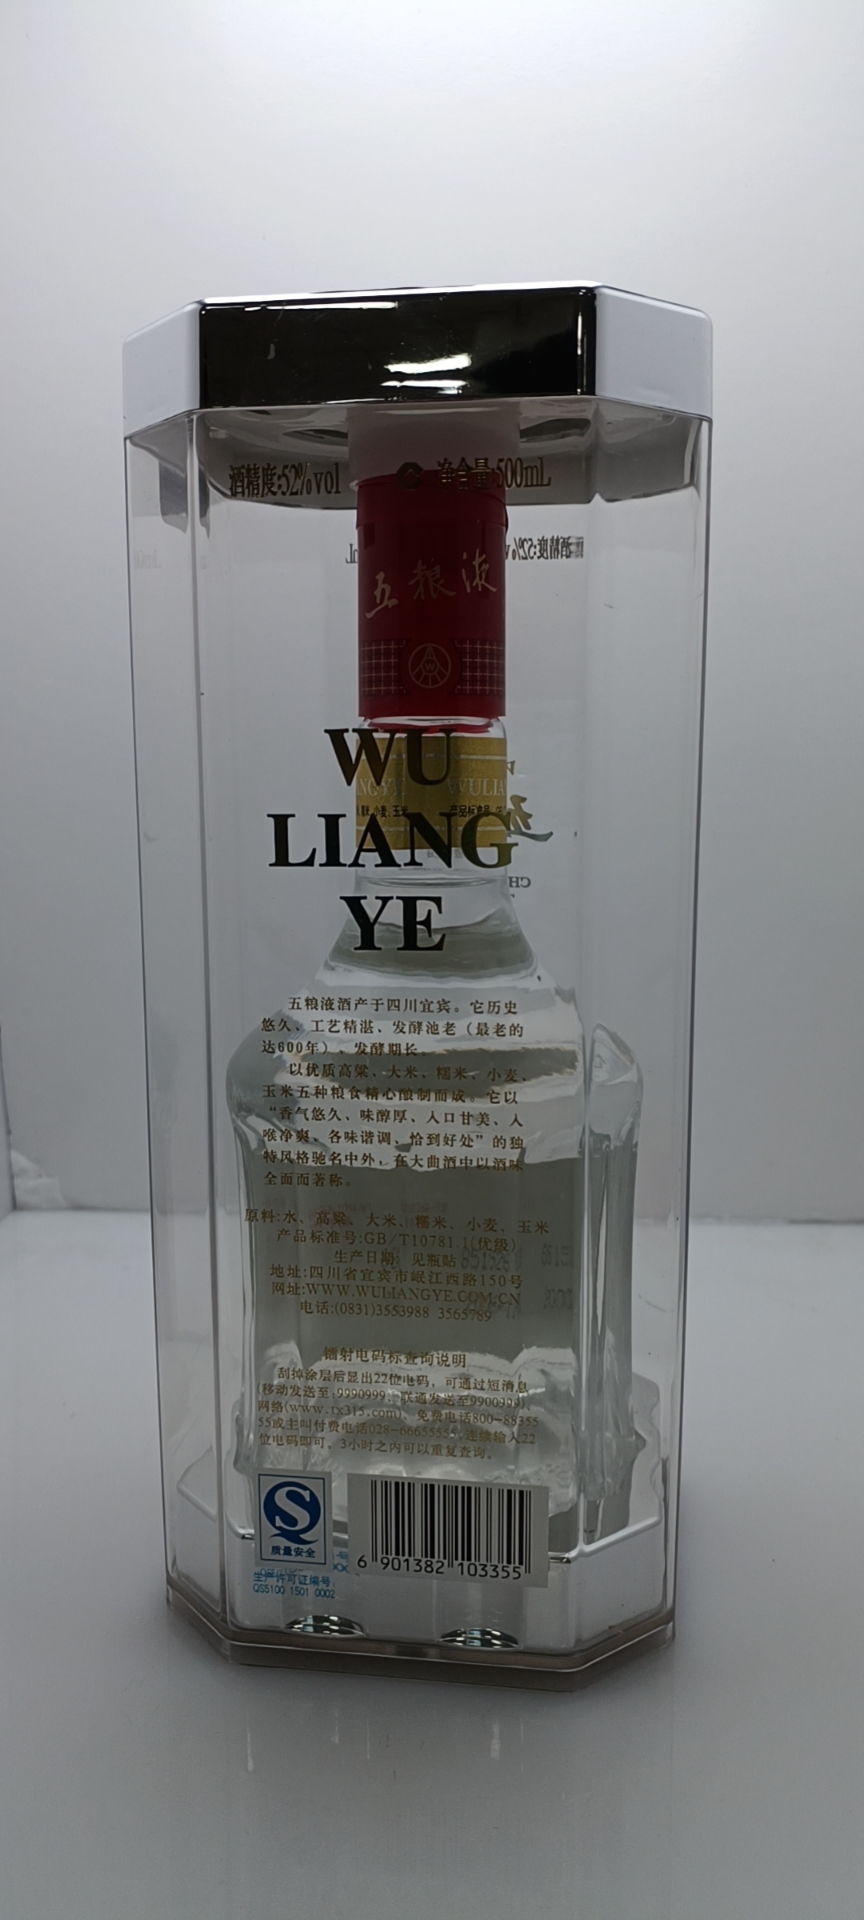 酒精度:52%vol 净含量:500mL
五粮液
WU
LIANG
YE
五粮液酒产于四川宜宾。它历史
悠久、工艺精湛、发酵池老（最老的
达600年）、发酵期长。
以优质高粱、大米、糯米、小麦、
玉米五种粮食精心酿制而成。它以
“香气悠久、味醇厚、入口甘美、入
喉净爽、各味谐调、恰到好处”的独
特风格驰名中外，在大曲酒中以酒味
全面而著称。
原料:水、高粱、大米、糯米、小麦、玉米
产品标准号:GB/T10781.1(优级)
生产日期: 见瓶贴
地址:四川省宜宾市岷江西路150号
网址:WWW.WULIANGYE.COM.CN
电话:(0831)3553988 3565789
镭射电码标查询说明
刮掉涂层后显出22位电码，可通过短消息
(移动发送至:9990999、联通发送至9900999)、
网络(www.rx315.com)、免费电话800-88355
55或主叫付费电话028-66655555,连续输入22
位电码即可。3小时之内可以重复查询。
质量安全
生产许可证编号:
QS5100 1501 0002
6 901382 103355